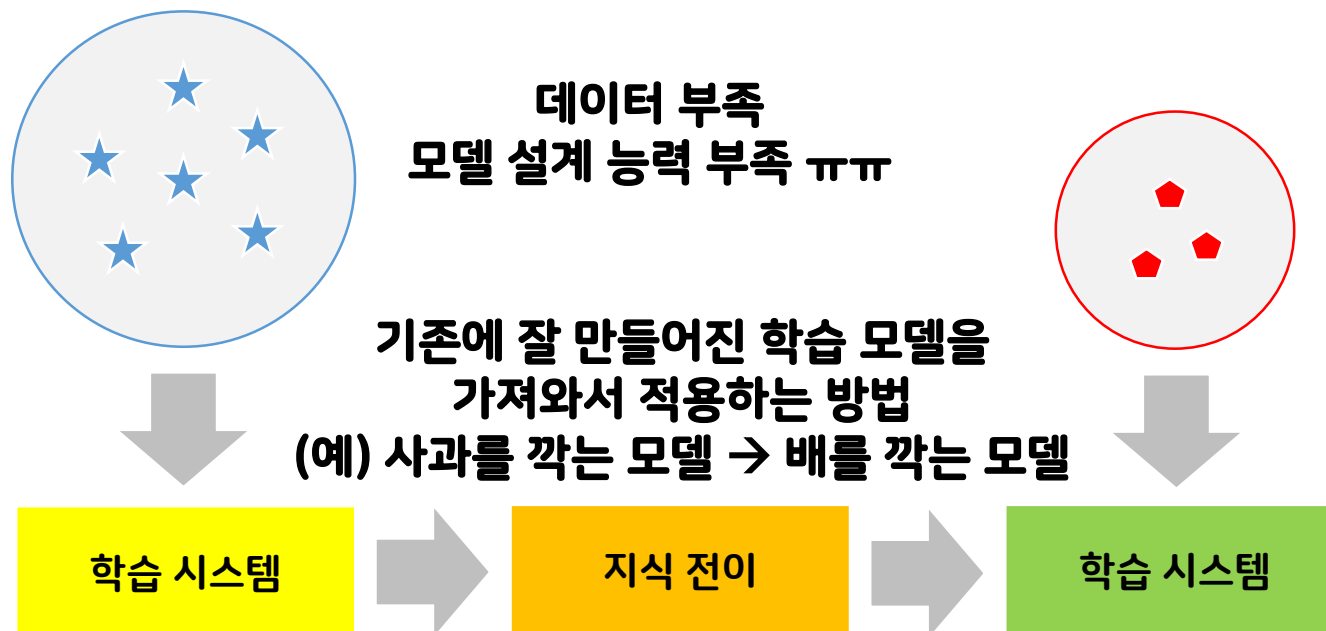 데이터 부족
모델 설계 능력 부족 ㅠㅠ
기존에 잘 만들어진 학습 모델을
가져와서 적용하는 방법
(예) 사과를 깍는 모델 → 배를 깍는 모델
학습 시스템
지식 전이
학습 시스템